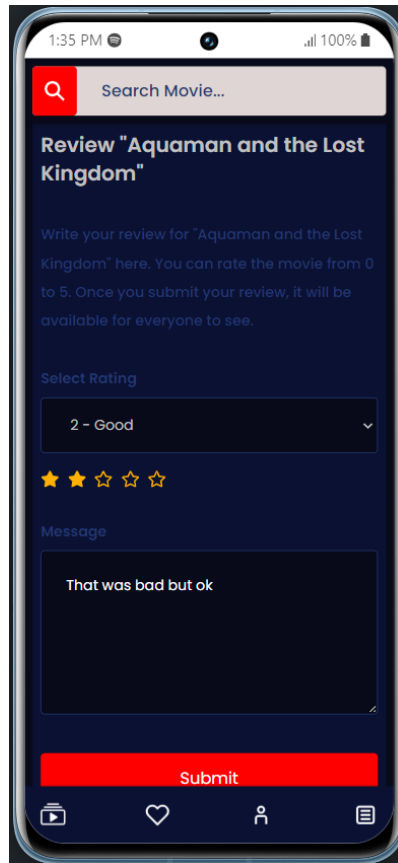 1:35 PM
100%
Search Movie...
Review "Aquaman and the Lost
Kingdom"
Write your review for "Aquaman and the Lost
Kingdom" here. You can rate the movie from 0
to 5. Once you submit your review, it will be
available for everyone to see.
Select Rating
2 - Good
Message
That was bad but ok
Submit